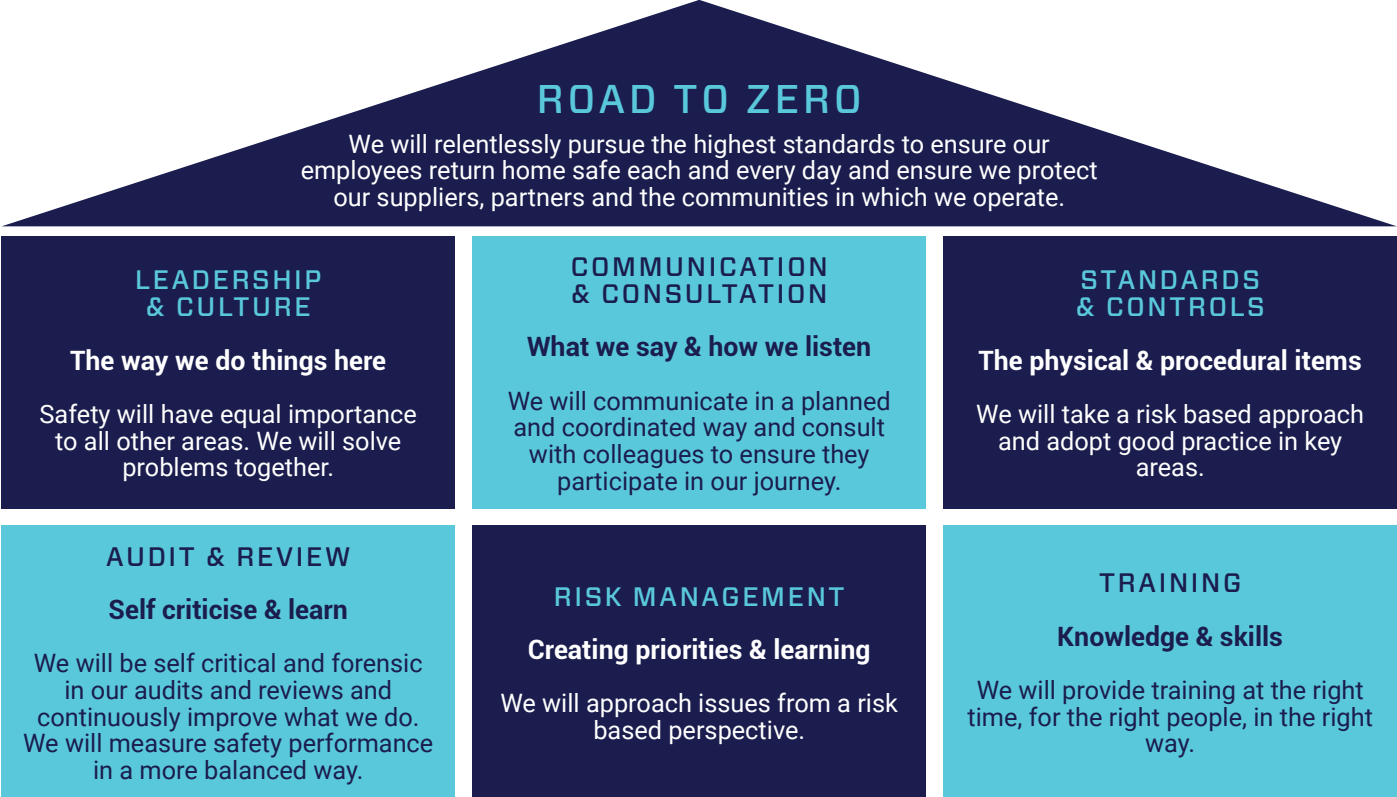 ROAD TO ZERO
We will relentlessly pursue the highest standards to ensure our
employees return home safe each and every day and ensure we protect
our suppliers, partners and the communities in which we operate.
LEADERSHIP
& CULTURE
The way we do things here
Safety will have equal importance
to all other areas. We will solve
problems together.
COMMUNICATION
& CONSULTATION
What we say & how we listen
We will communicate in a planned
and coordinated way and consult
with colleagues to ensure they
participate in our journey.
STANDARDS
& CONTROLS
The physical & procedural items
We will take a risk based approach
and adopt good practice in key
areas.
AUDIT & REVIEW
Self criticise & learn
We will be self critical and forensic
in our audits and reviews and
continuously improve what we do.
We will measure safety performance
in a more balanced way.
RISK MANAGEMENT
Creating priorities & learning
We will approach issues from a risk
based perspective.
TRAINING
Knowledge & skills
We will provide training at the right
time, for the right people, in the right
way.